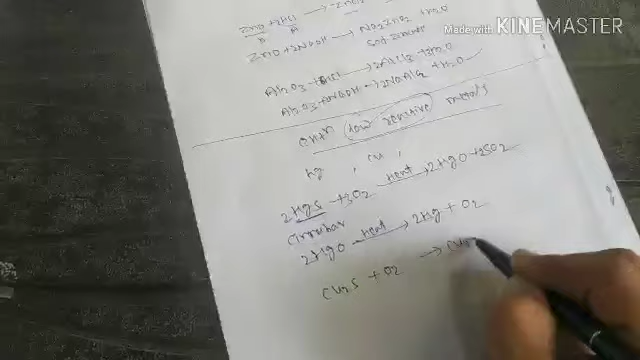 Made with KINEMASTER
ZnO + 2HCl → ZnCl2
ZnO + 2NaOH → Na2ZnO2 + H2O
Al2O3 + 6HCl → 2AlCl3 + 3H2O
Al2O3 + 2NaOH → 2NaAlO2 + H2O
low reactive metals
Hg , Cu ,
2HgS + 3O2 Heat → 2HgO + 2SO2
Cinnabar
2HgO Heat → 2Hg + O2
Cu2S + O2 →